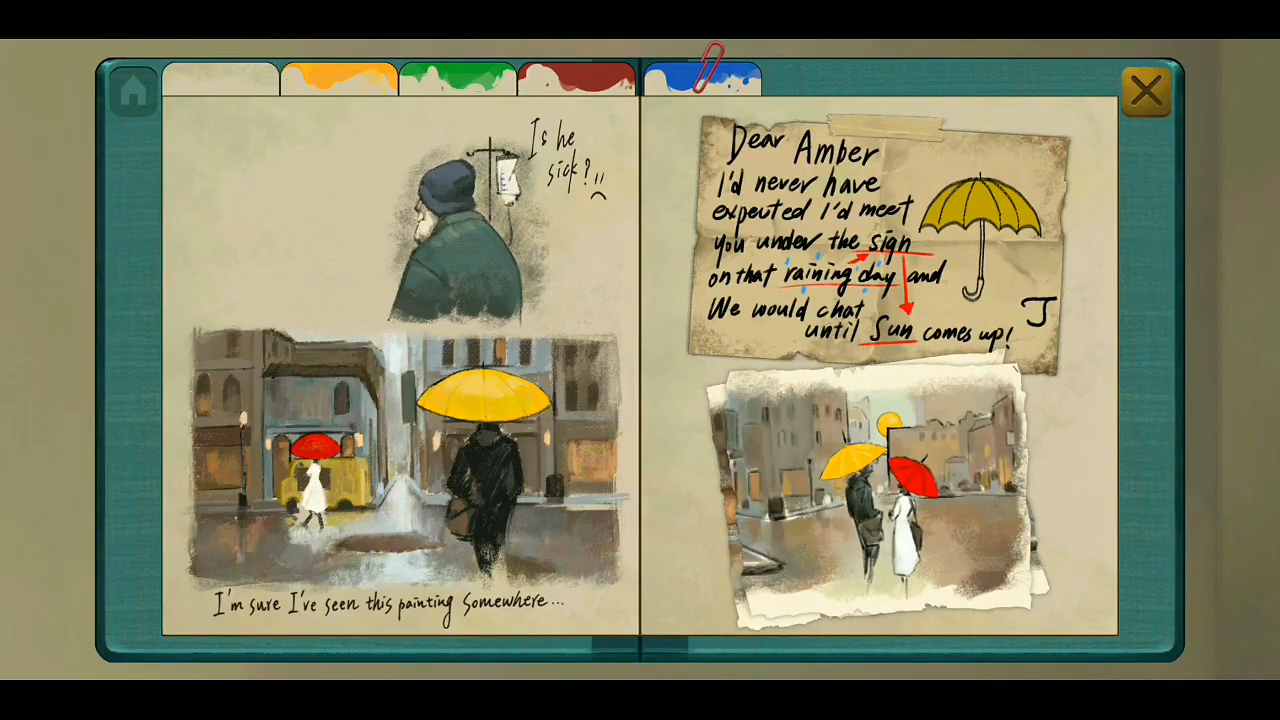 Is he
sick?
I'm sure I've seen this painting somewhere...
Dear Amber
I'd never have
expected I'd meet
you under the sign
on that raining day and
We would chat
until Sun comes up!
J